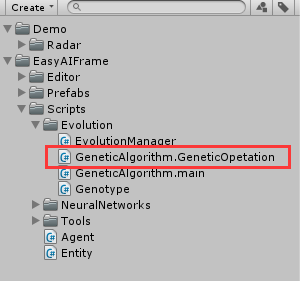 Create
Demo
Radar
EasyAIFrame
Editor
Prefabs
Scripts
Evolution
EvolutionManager
GeneticAlgorithm.GeneticOpetation
GeneticAlgorithm.main
Genotype
NeuralNetworks
Tools
Agent
Entity